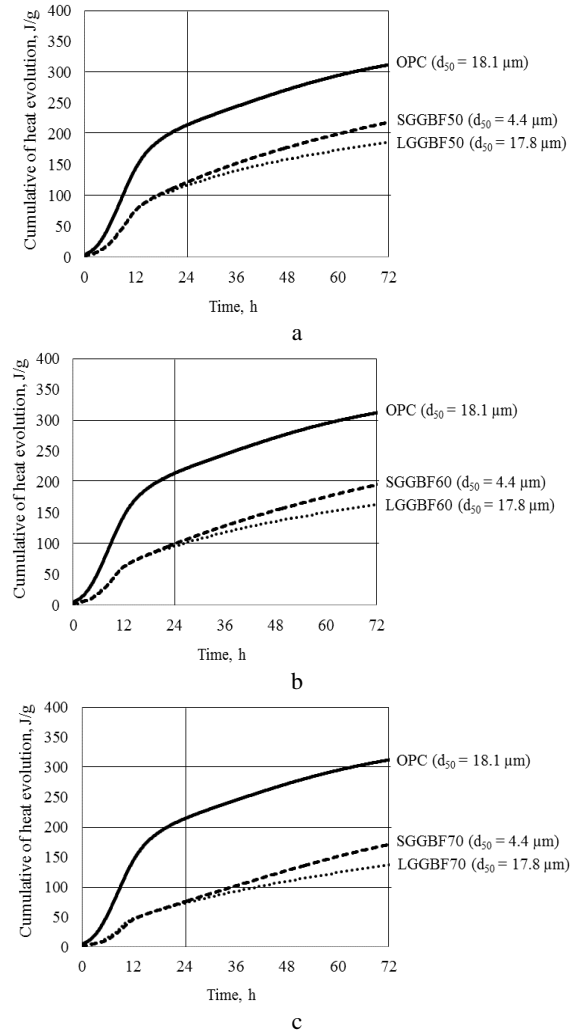 Cumulative of heat evolution, J/g
400
350
300
250
200
150
100
50
0
0 12 24 36 48 60 72
Time, h
OPC (d50 = 18.1 µm)
SGGBF50 (d50 = 4.4 µm)
LGGBF50 (d50 = 17.8 µm)
a
Cumulative of heat evolution, J/g
400
350
300
250
200
150
100
50
0
0 12 24 36 48 60 72
Time, h
OPC (d50 = 18.1 µm)
SGGBF60 (d50 = 4.4 µm)
LGGBF60 (d50 = 17.8 µm)
b
Cumulative of heat evolution, J/g
400
350
300
250
200
150
100
50
0
0 12 24 36 48 60 72
Time, h
OPC (d50 = 18.1 µm)
SGGBF70 (d50 = 4.4 µm)
LGGBF70 (d50 = 17.8 µm)
c